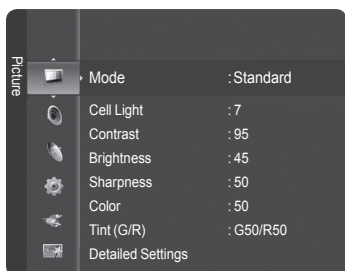 Picture
Mode :Standard
Cell Light :7
Contrast :95
Brightness :45
Sharpness :50
Color :50
Tint (G/R) :G50/R50
Detailed Settings